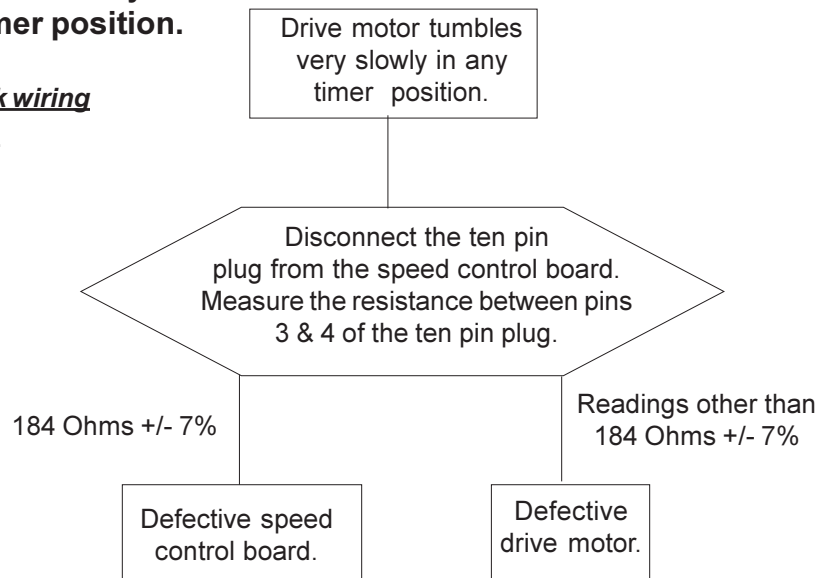 timer position.
k wiring
Drive motor tumbles
very slowly in any
timer position.
Disconnect the ten pin
plug from the speed control board.
Measure the resistance between pins
3 & 4 of the ten pin plug.
184 Ohms +/- 7%
Readings other than
184 Ohms +/- 7%
Defective speed
control board.
Defective
drive motor.